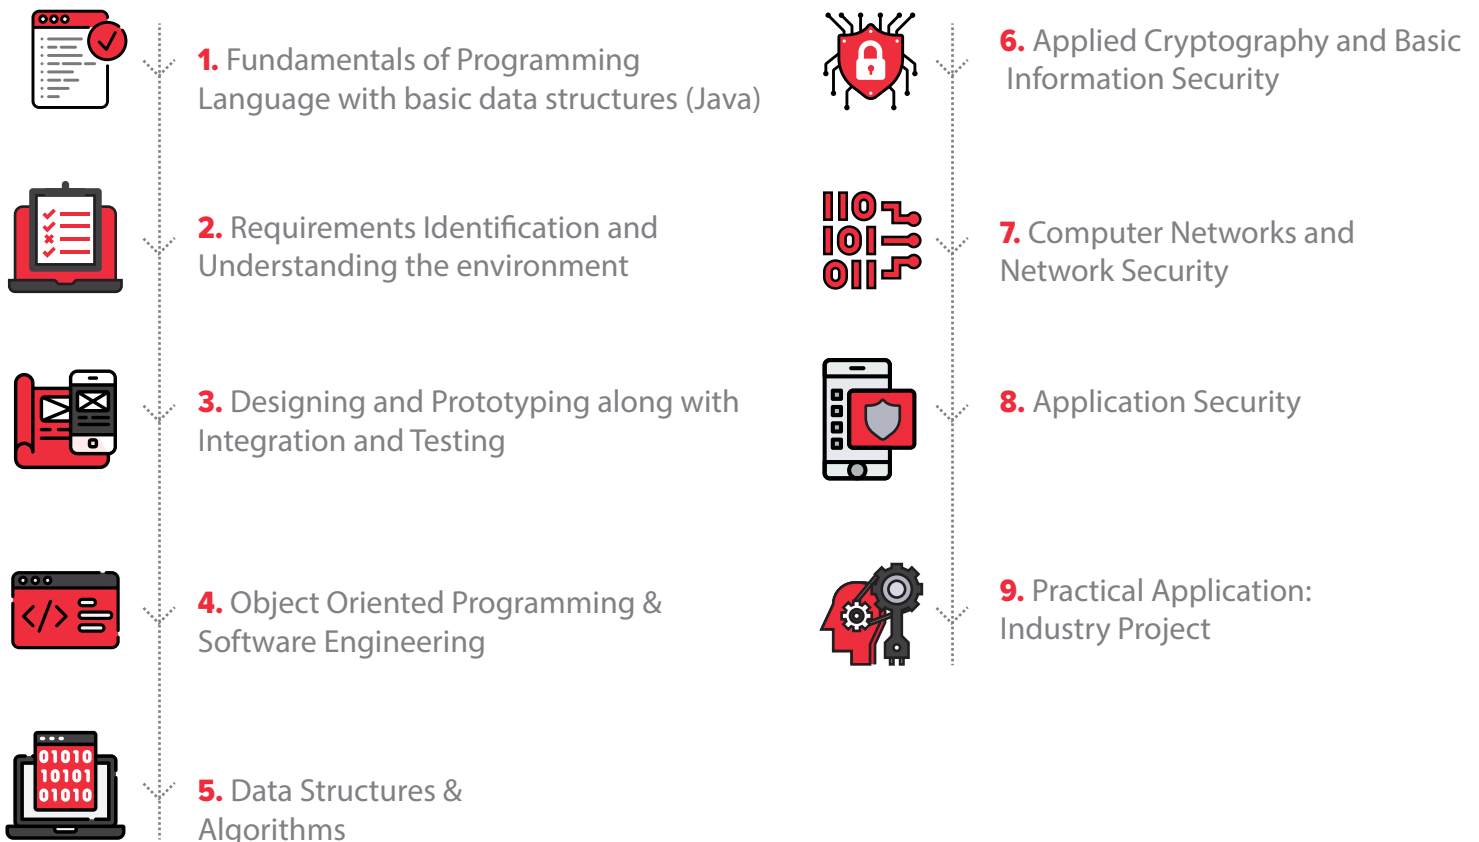 1. Fundamentals of Programming
Language with basic data structures (Java)
2. Requirements Identification and
Understanding the environment
3. Designing and Prototyping along with
Integration and Testing
4. Object Oriented Programming &
Software Engineering
01010
10101
01010
5. Data Structures &
Algorithms
6. Applied Cryptography and Basic
Information Security
110
101
011
7. Computer Networks and
Network Security
8. Application Security
9. Practical Application:
Industry Project